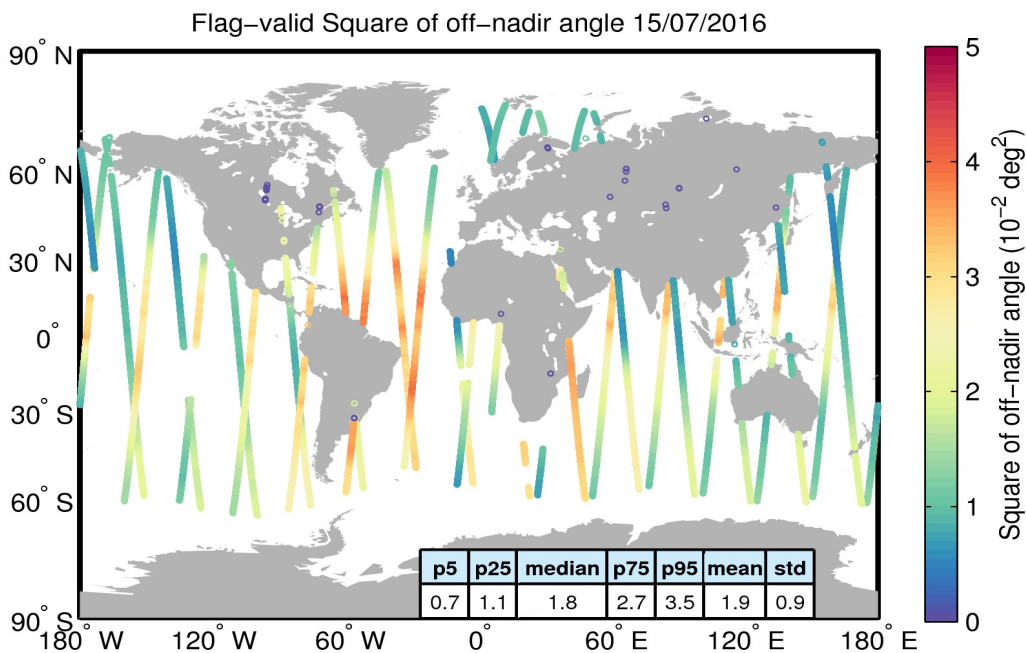 Flag-valid Square of off-nadir angle 15/07/2016
90° N
60° N
30° N
0°
30° S
60° S
90° S
180° W
120° W
60° W
0°
60° E
120° E
180° E
p5 p25 median p75 p95 mean std
0.7 1.1 1.8 2.7 3.5 1.9 0.9
5
4
3
2
1
0
Square of off-nadir angle (10⁻² deg²)